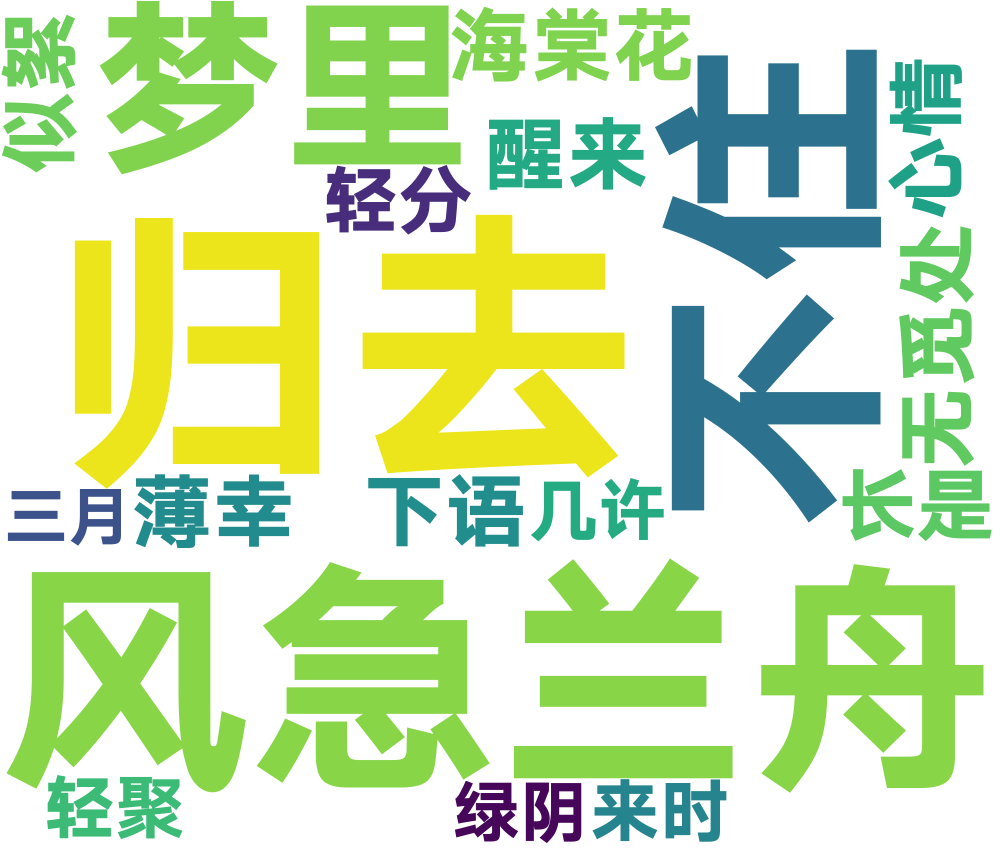 似絮
梦里
海棠花
醒来
轻分
不住
心情
无觅处
归去
长是
三月
薄幸
下语
几许
风急兰舟
轻聚
绿阴
来时